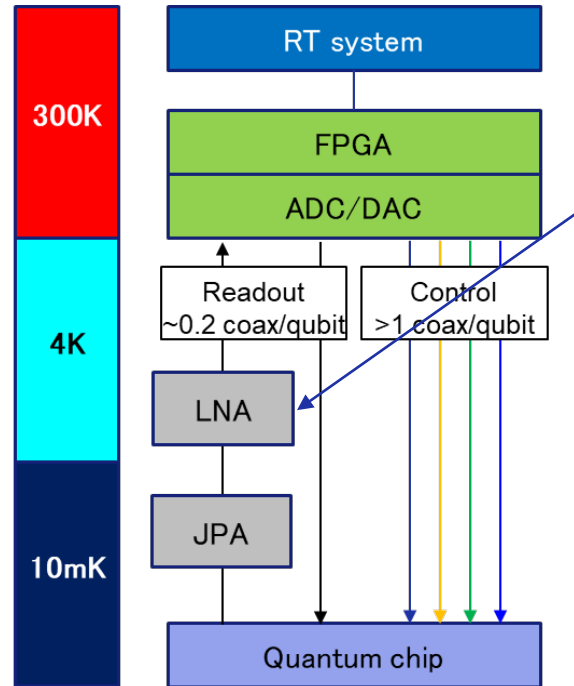 RT system
300K
FPGA
ADC/DAC
Readout
~0.2 coax/qubit
Control
>1 coax/qubit
4K
LNA
JPA
10mK
Quantum chip